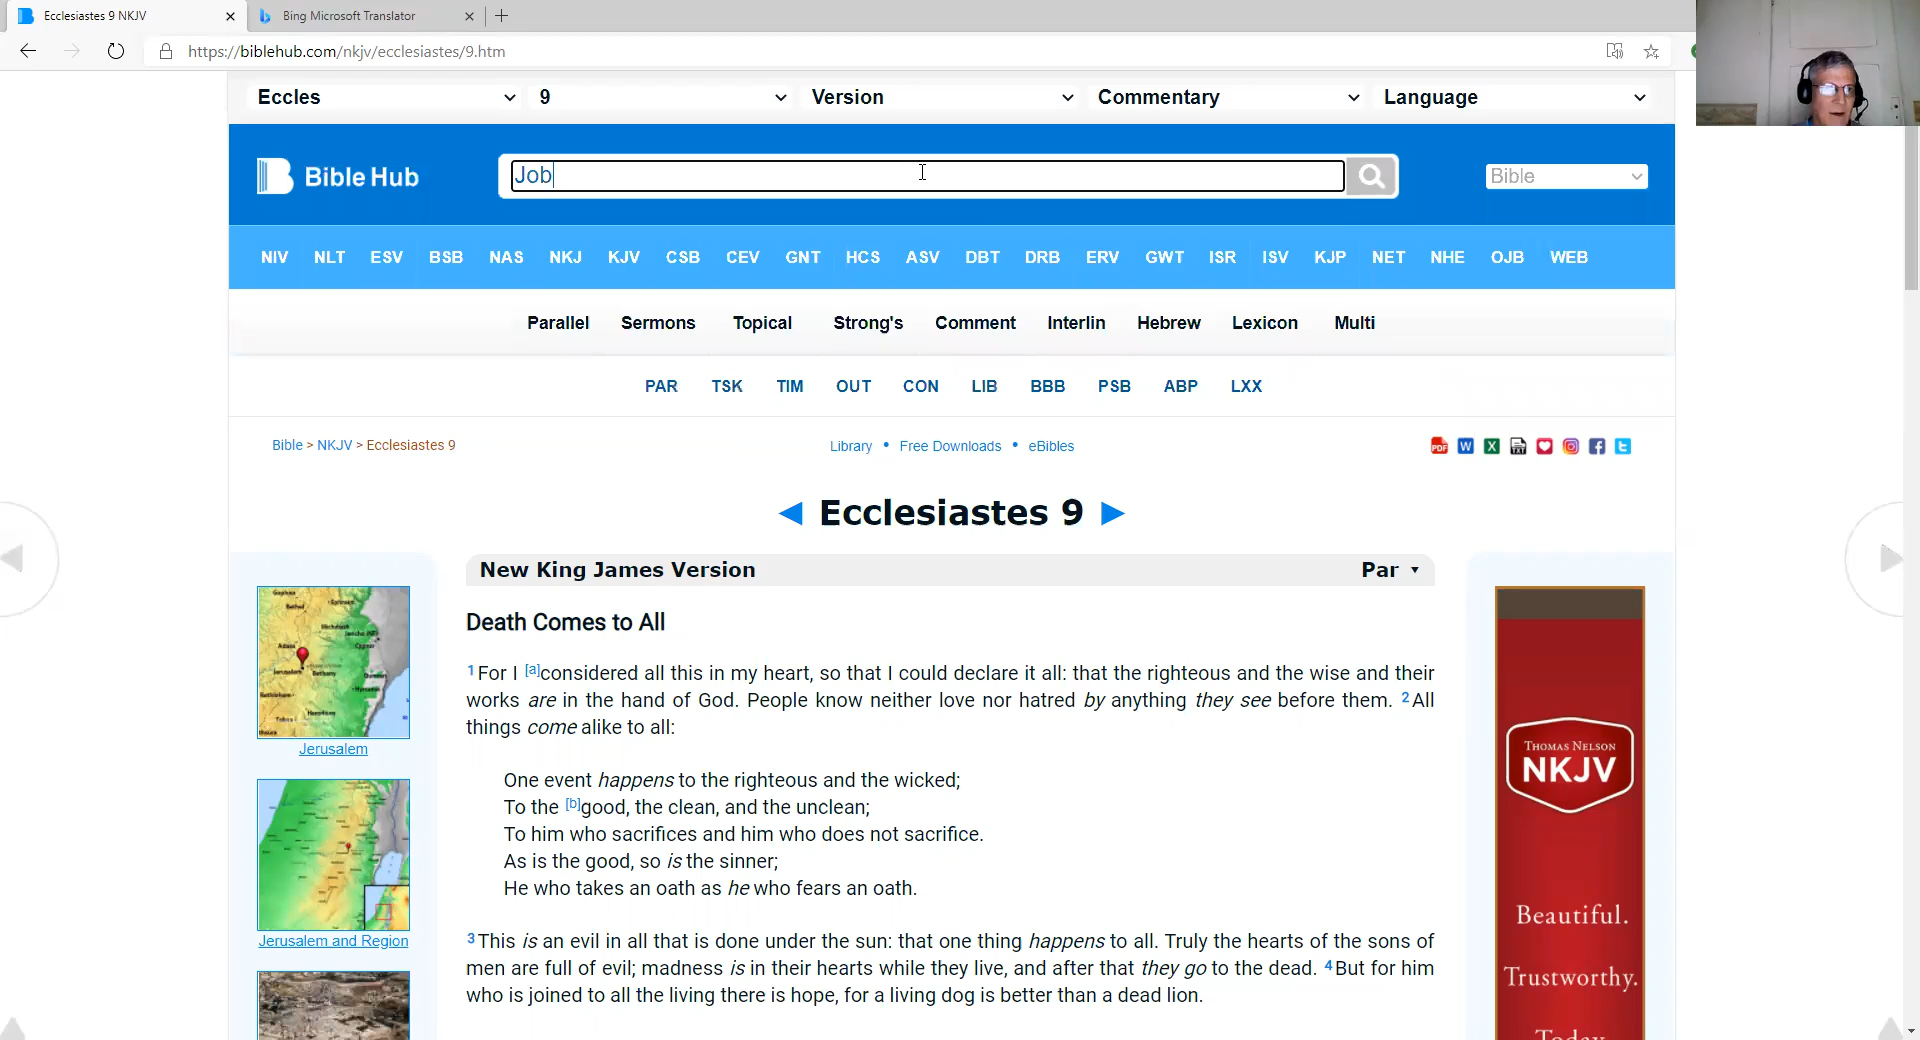 Ecclesiastes 9 NKJV
Bing Microsoft Translator
https://biblehub.com/nkjv/ecclesiastes/9.htm
Eccles 9 Version Commentary Language
Bible Hub
Job
Bible
NIV NLT ESV BSB NAS NKJ KJV CSB CEV GNT HCS ASV DBT DRB ERV GWT ISR ISV KJP NET NHE OJB WEB
Parallel Sermons Topical Strong's Comment Interlin Hebrew Lexicon Multi
PAR TSK TIM OUT CON LIB BBB PSB ABP LXX
Bible > NKJV > Ecclesiastes 9
Library • Free Downloads • eBibles
◄ Ecclesiastes 9 ►
New King James Version
Par ▼
Death Comes to All
1For I [a]considered all this in my heart, so that I could declare it all: that the righteous and the wise and their
works are in the hand of God. People know neither love nor hatred by anything they see before them. 2All
things come alike to all:
One event happens to the righteous and the wicked;
To the [b]good, the clean, and the unclean;
To him who sacrifices and him who does not sacrifice.
As is the good, so is the sinner;
He who takes an oath as he who fears an oath.
3This is an evil in all that is done under the sun: that one thing happens to all. Truly the hearts of the sons of
men are full of evil; madness is in their hearts while they live, and after that they go to the dead. 4But for him
who is joined to all the living there is hope, for a living dog is better than a dead lion.
Jerusalem
Jerusalem and Region
THOMAS NELSON
NKJV
Beautiful.
Trustworthy.
Today